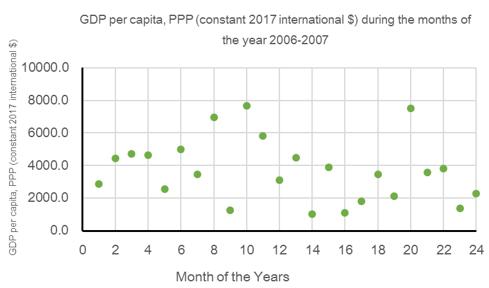 GDP per capita, PPP (constant 2017 international $) during the months of
the year 2006-2007
GDP per capita, PPP (constant 2017 international $)
10000.0
8000.0
6000.0
4000.0
2000.0
0.0
0 2 4 6 8 10 12 14 16 18 20 22 24
Month of the Years